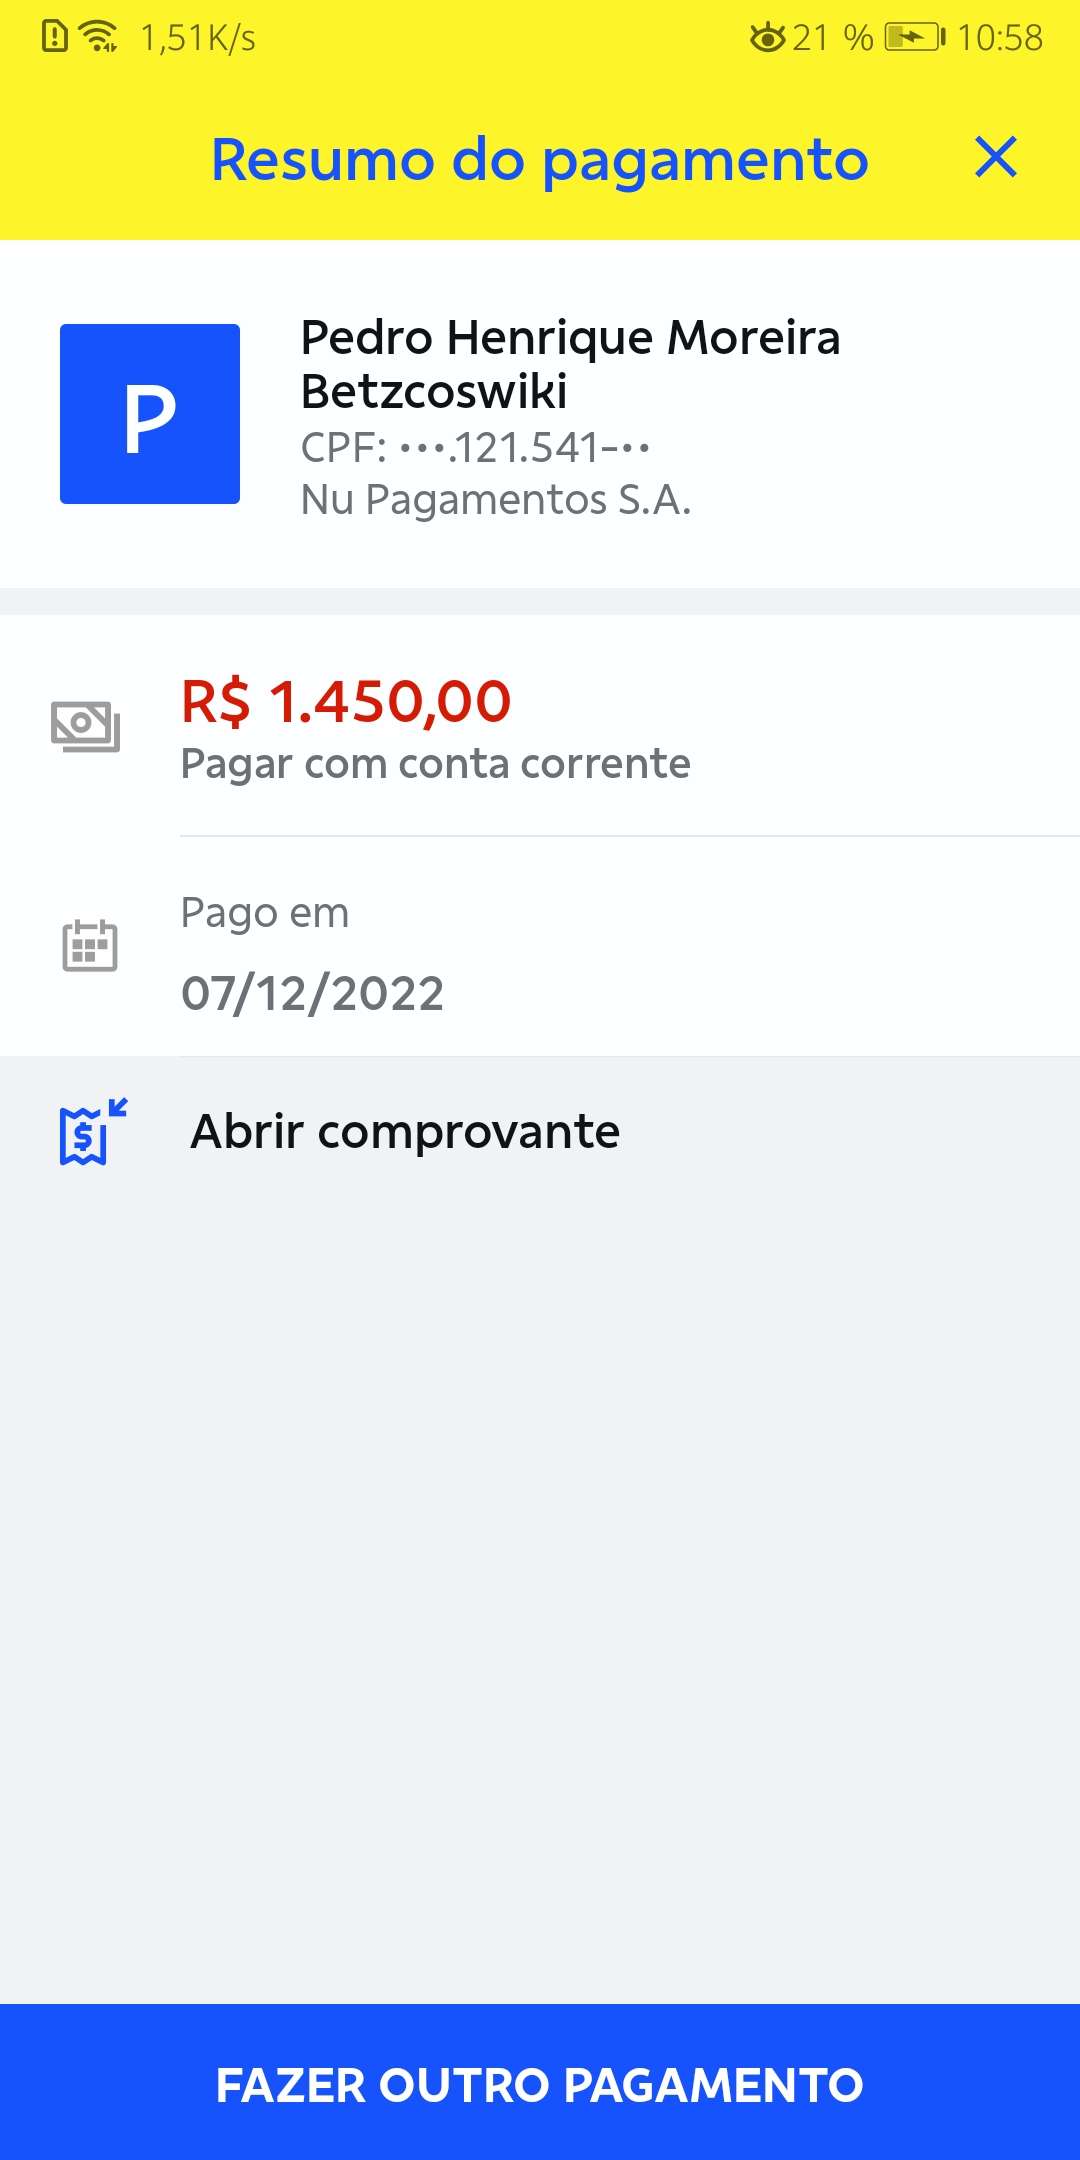 1,51K/s 21 % 10:58
Resumo do pagamento
P
Pedro Henrique Moreira
Betzcoswiki
CPF: •••.121.541-••
Nu Pagamentos S.A.
R$ 1.450,00
Pagar com conta corrente
Pago em
07/12/2022
$ Abrir comprovante
FAZER OUTRO PAGAMENTO